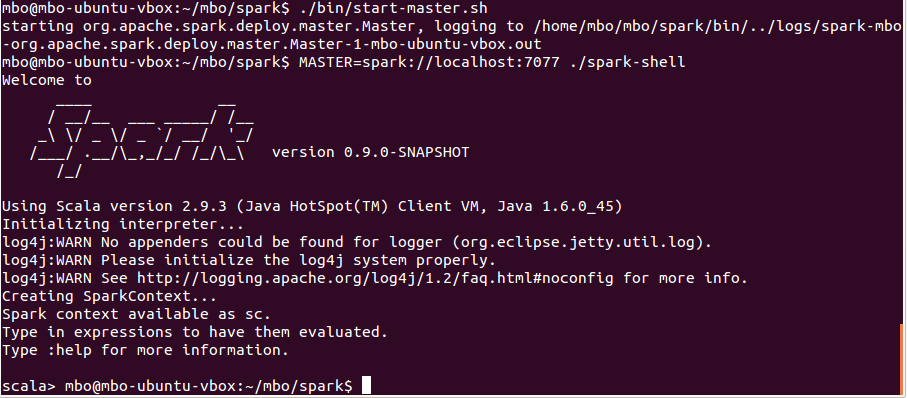 mbo@mbo-ubuntu-vbox:~/mbo/spark$ ./bin/start-master.sh
starting org.apache.spark.deploy.master.Master, logging to /home/mbo/mbo/spark/bin/../logs/spark-mbo
-org.apache.spark.deploy.master.Master-1-mbo-ubuntu-vbox.out
mbo@mbo-ubuntu-vbox:~/mbo/spark$ MASTER=spark://localhost:7077 ./spark-shell
Welcome to
      ____              __
     / __/__  ___ _____/ /__
    _\ \/ _ \/ _ `/ __/  '_/
   /___/ .__/\_,_/_/ /_/\_\   version 0.9.0-SNAPSHOT
      /_/
Using Scala version 2.9.3 (Java HotSpot(TM) Client VM, Java 1.6.0_45)
Initializing interpreter...
log4j:WARN No appenders could be found for logger (org.eclipse.jetty.util.log).
log4j:WARN Please initialize the log4j system properly.
log4j:WARN See http://logging.apache.org/log4j/1.2/faq.html#noconfig for more info.
Creating SparkContext...
Spark context available as sc.
Type in expressions to have them evaluated.
Type :help for more information.
scala> mbo@mbo-ubuntu-vbox:~/mbo/spark$